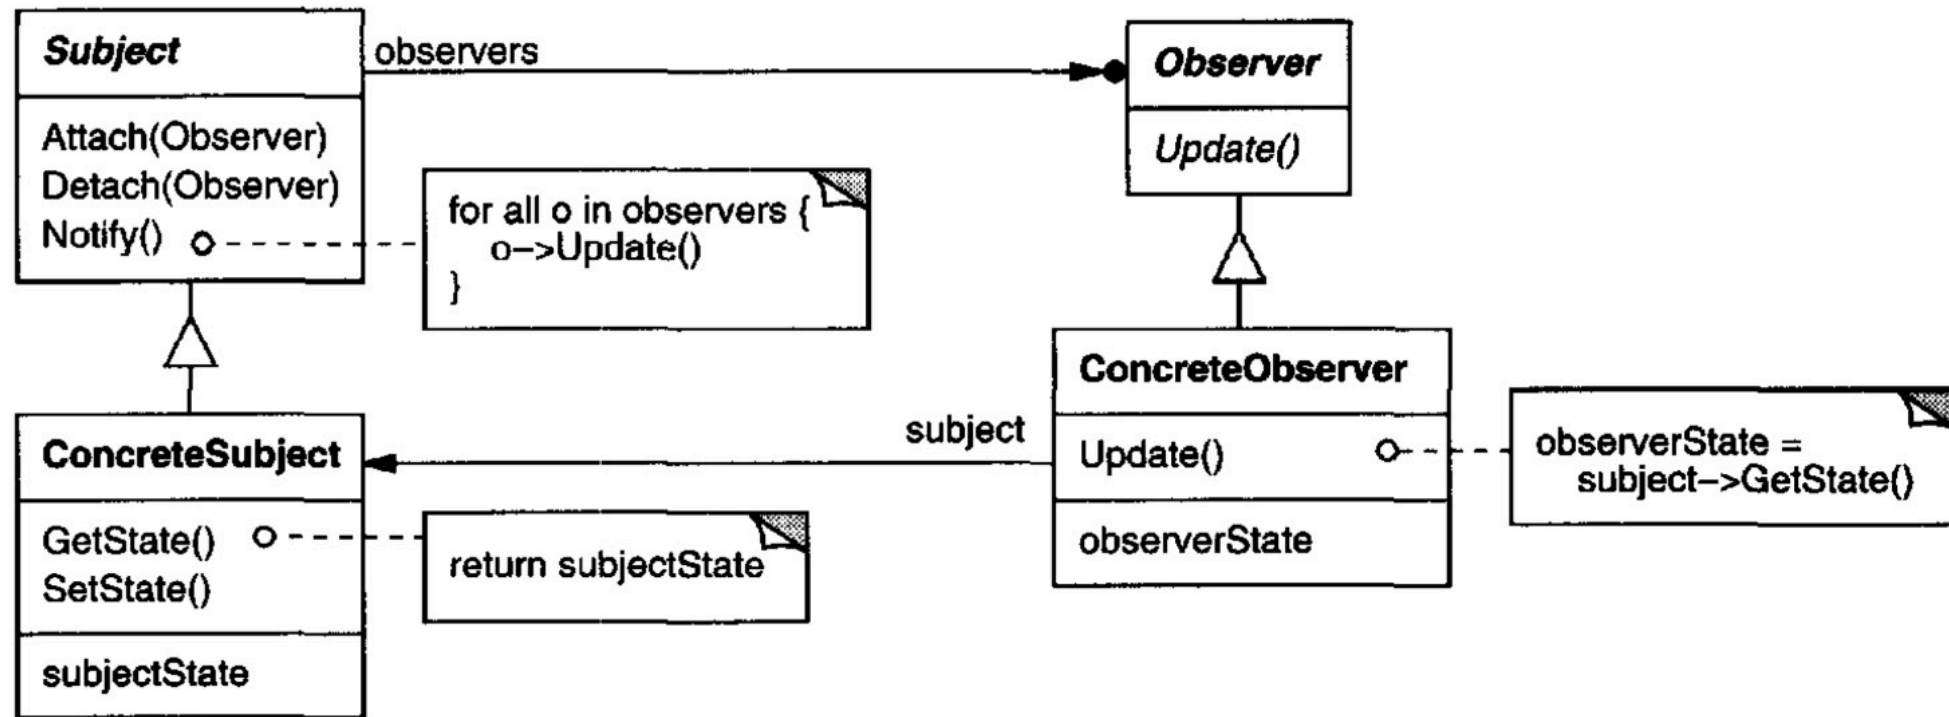 Subject
observers
Observer
Attach(Observer)
Detach(Observer)
Notify()
for all o in observers {
o->Update()
}
Update()
ConcreteSubject
GetState()
SetState()
subjectState
return subjectState
subject
ConcreteObserver
Update()
observerState
observerState =
subject->GetState()